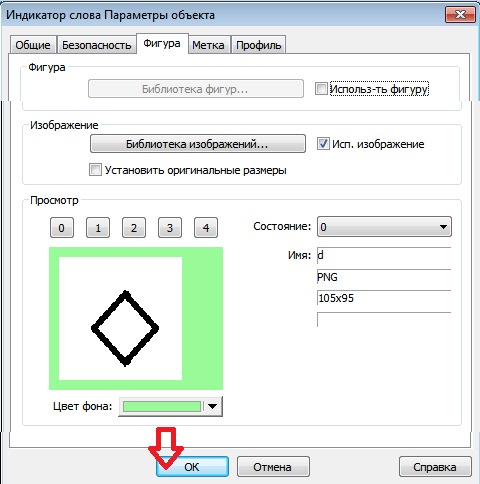 Индикатор слова Параметры объекта
Общие Безопасность Фигура Метка Профиль
Фигура
Библиотека фигур... Использ-ть фигуру
Изображение
Библиотека изображений... Исп. изображение
Установить оригинальные размеры
Просмотр
0 1 2 3 4 Состояние: 0
Имя: d
PNG
105x95
Цвет фона:
OK Отмена Справка